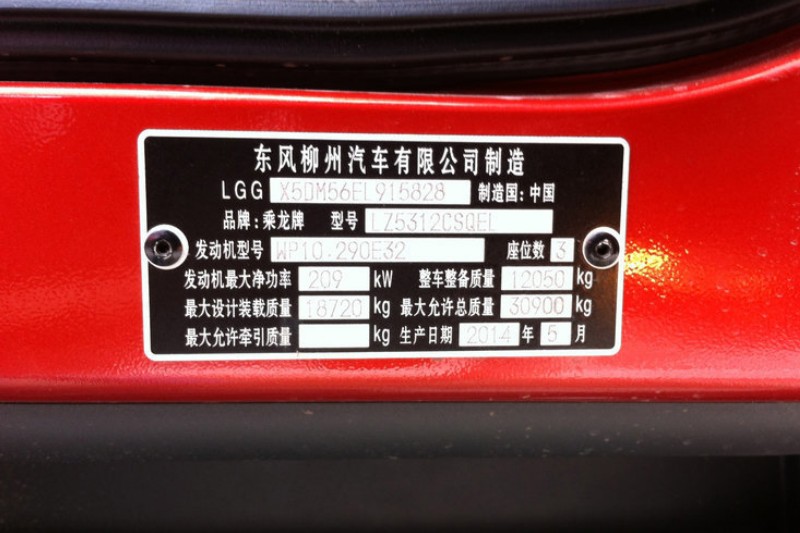 东风柳州汽车有限公司制造
LGG X5DM56EL915828 制造国: 中国
品牌: 乘龙牌 型号 LZ5312CSQEL
发动机型号 WP10.290E32 座位数 3
发动机最大净功率 209 kW 整车整备质量 12050 kg
最大设计装载质量 18720 kg 最大允许总质量 30900 kg
最大允许牵引质量 kg 生产日期 2014 年 5 月